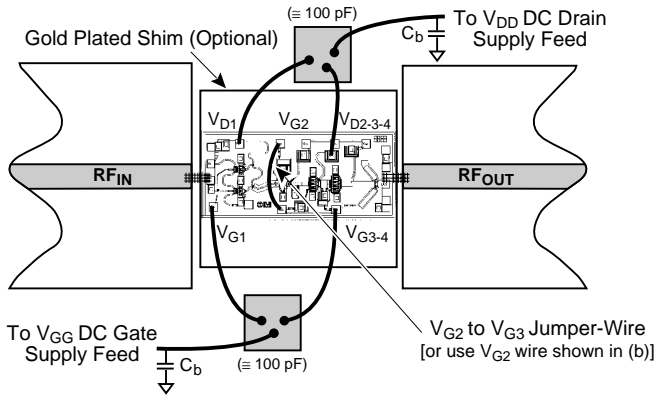 (≅ 100 pF)
To VDD DC Drain
Supply Feed
Cb
Gold Plated Shim (Optional)
VD1
VG2
VD2-3-4
RFIN
RFOUT
VG1
VG3-4
To VGG DC Gate
Supply Feed
Cb
(≅ 100 pF)
VG2 to VG3 Jumper-Wire
[or use VG2 wire shown in (b)]